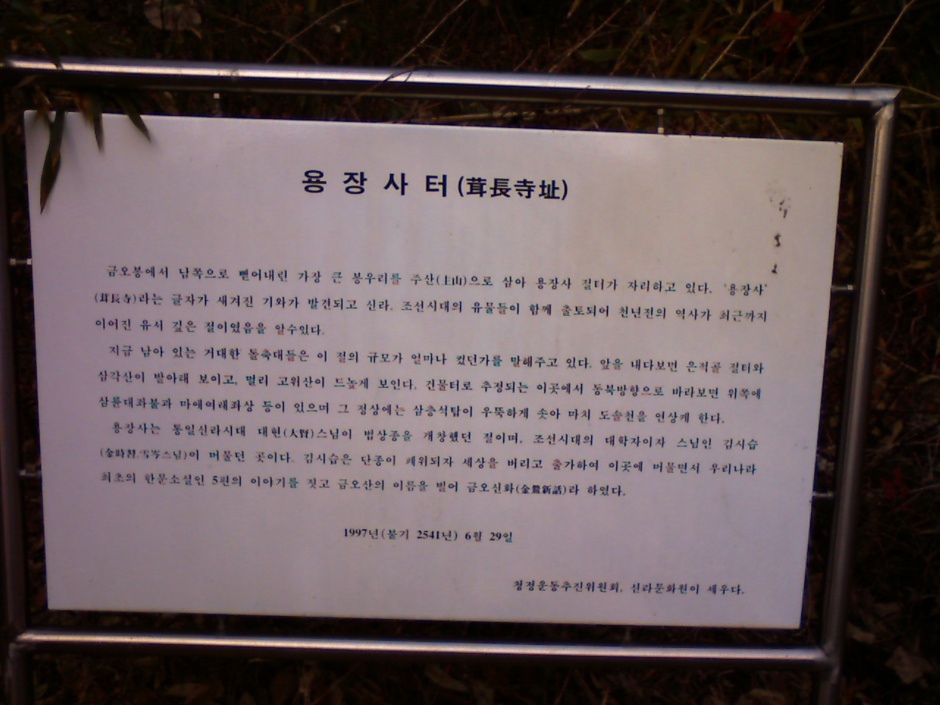 용장사터(茸長寺址)
금오봉에서 남쪽으로 뻗어내린 가장 큰 봉우리를 주산(主山)으로 삼아 용장사 절터가 자리하고 있다. '용장사'
(茸長寺)라는 글자가 새겨진 기와가 발견되고 신라, 조선시대의 유물들이 함께 출토되어 천년전의 역사가 최근까지
이어진 유서 깊은 절이었음을 알수있다.
지금 남아 있는 거대한 돌축대들은 이 절의 규모가 얼마나 컸던가를 말해주고 있다. 앞을 내다보면 은적골 절터와
삼각산이 발아래 보이고, 멀리 고위산이 드높게 보인다. 건물터로 추정되는 이곳에서 동북방향으로 바라보면 위쪽에
삼륜대좌불과 마애여래좌상 등이 있으며 그 정상에는 삼층석탑이 우뚝하게 솟아 마치 도솔천을 연상케 한다.
용장사는 통일신라시대 대현(大賢)스님이 법상종을 개창했던 절이며, 조선시대의 대학자이자 스님인 김시습
(金時習,雪岑스님)이 머물던 곳이다. 김시습은 단종이 폐위되자 세상을 버리고 출가하여 이곳에 머물면서 우리나라
최초의 한문소설인 5편의 이야기를 짓고 금오산의 이름을 빌어 금오신화(金鰲新話)라 하였다.
1997년(불기 2541년) 6월 29일
청경운동추진위원회, 신라문화원이 세우다.